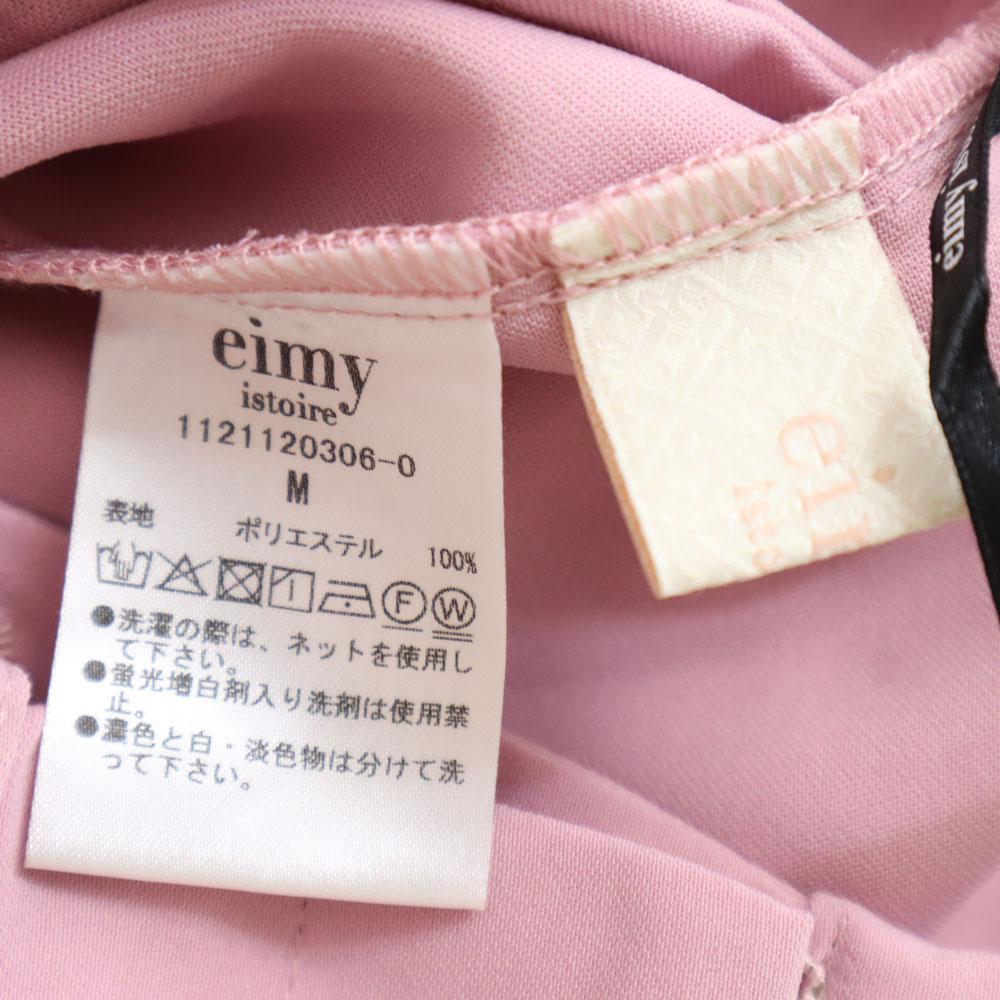 eimy
istoire
1121120306-0
M
表地 ポリエステル 100%
F W
●洗濯の際は、ネットを使用し
て下さい。
●蛍光増白剤入り洗剤は使用禁
止。
●濃色と白・淡色物は分けて洗
って下さい。
eimy